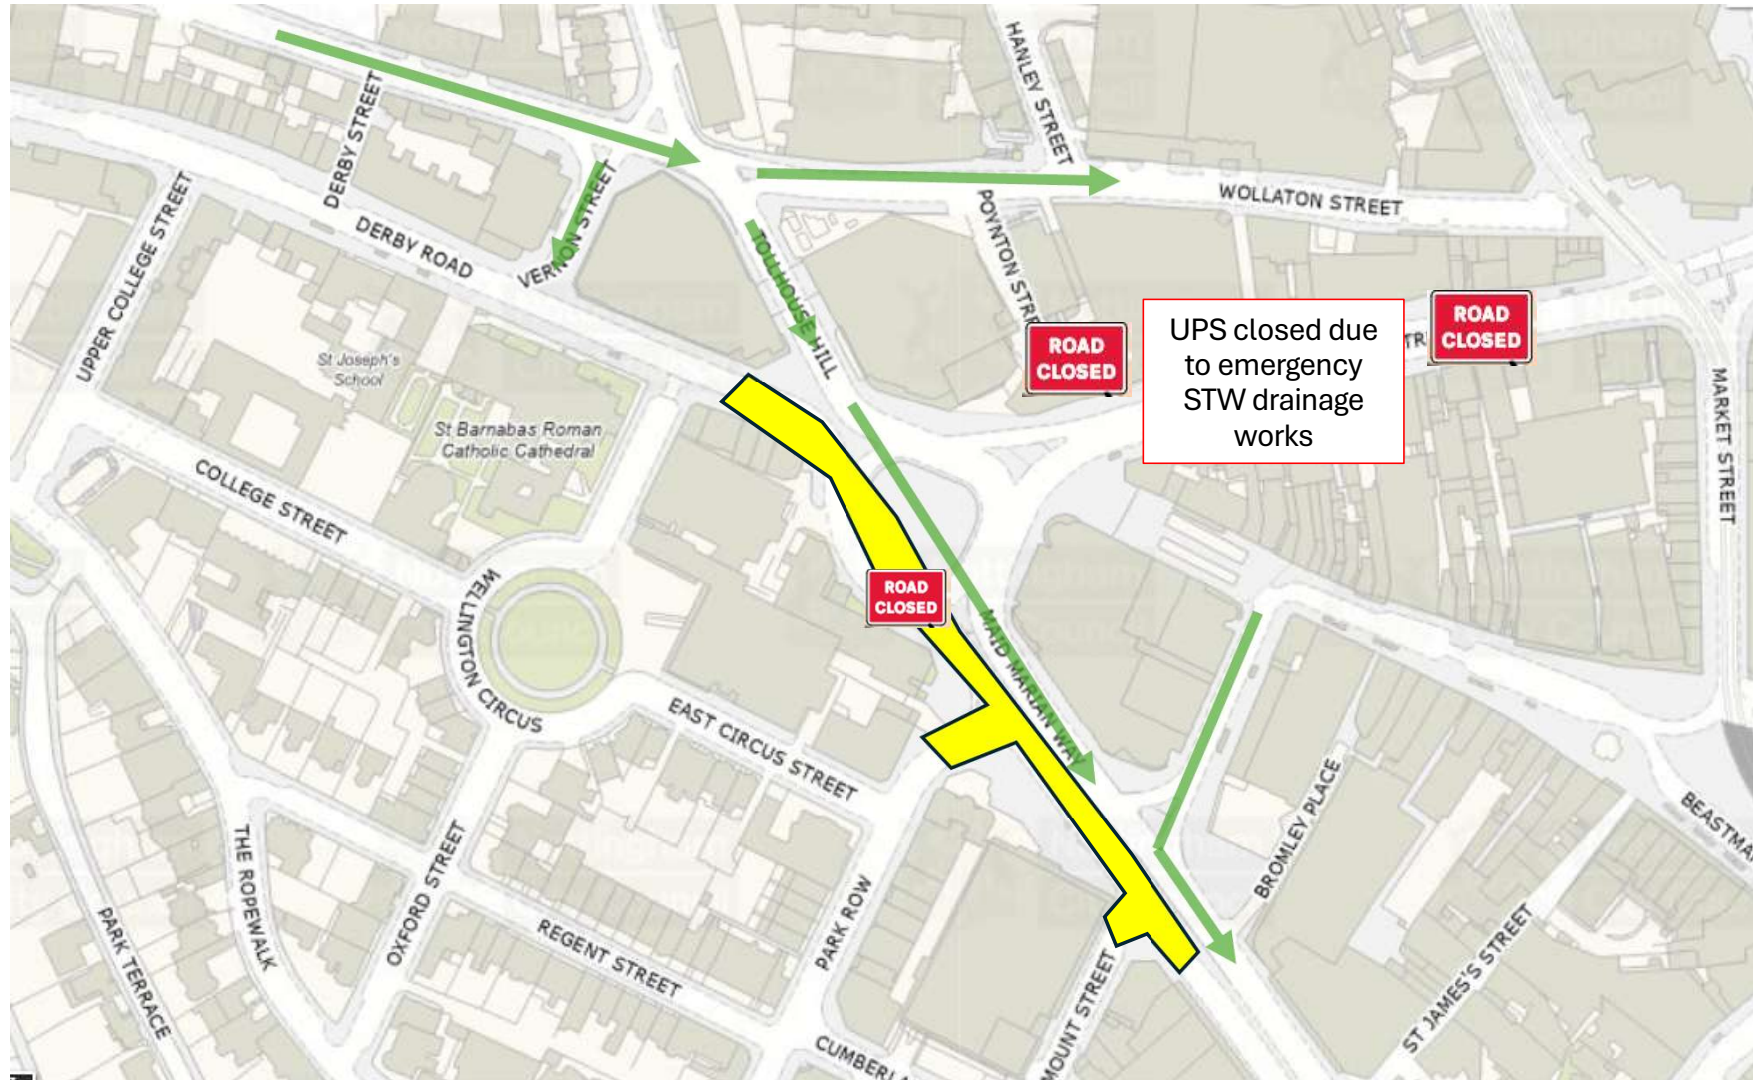 HANLEY STREET
DERBY STREET
WOLLATON STREET
UPPER COLLEGE STREET
DERBY ROAD
VERNON STREET
TOLLHOUSE HILL
POYNTON STRE
ROAD
CLOSED
UPS closed due
to emergency
STW drainage
works
TR
ROAD
CLOSED
St Joseph's
School
St Barnabas Roman
Catholic Cathedral
MARKET STREET
COLLEGE STREET
WELLINGTON CIRCUS
ROAD
CLOSED
MAID MARIAN WAY
EAST CIRCUS STREET
BROMLEY PLACE
BEASTMA
THE ROPEWALK
OXFORD STREET
PARK ROW
PARK TERRACE
REGENT STREET
MOUNT STREET
ST JAMES'S STREET
CUMBERLA